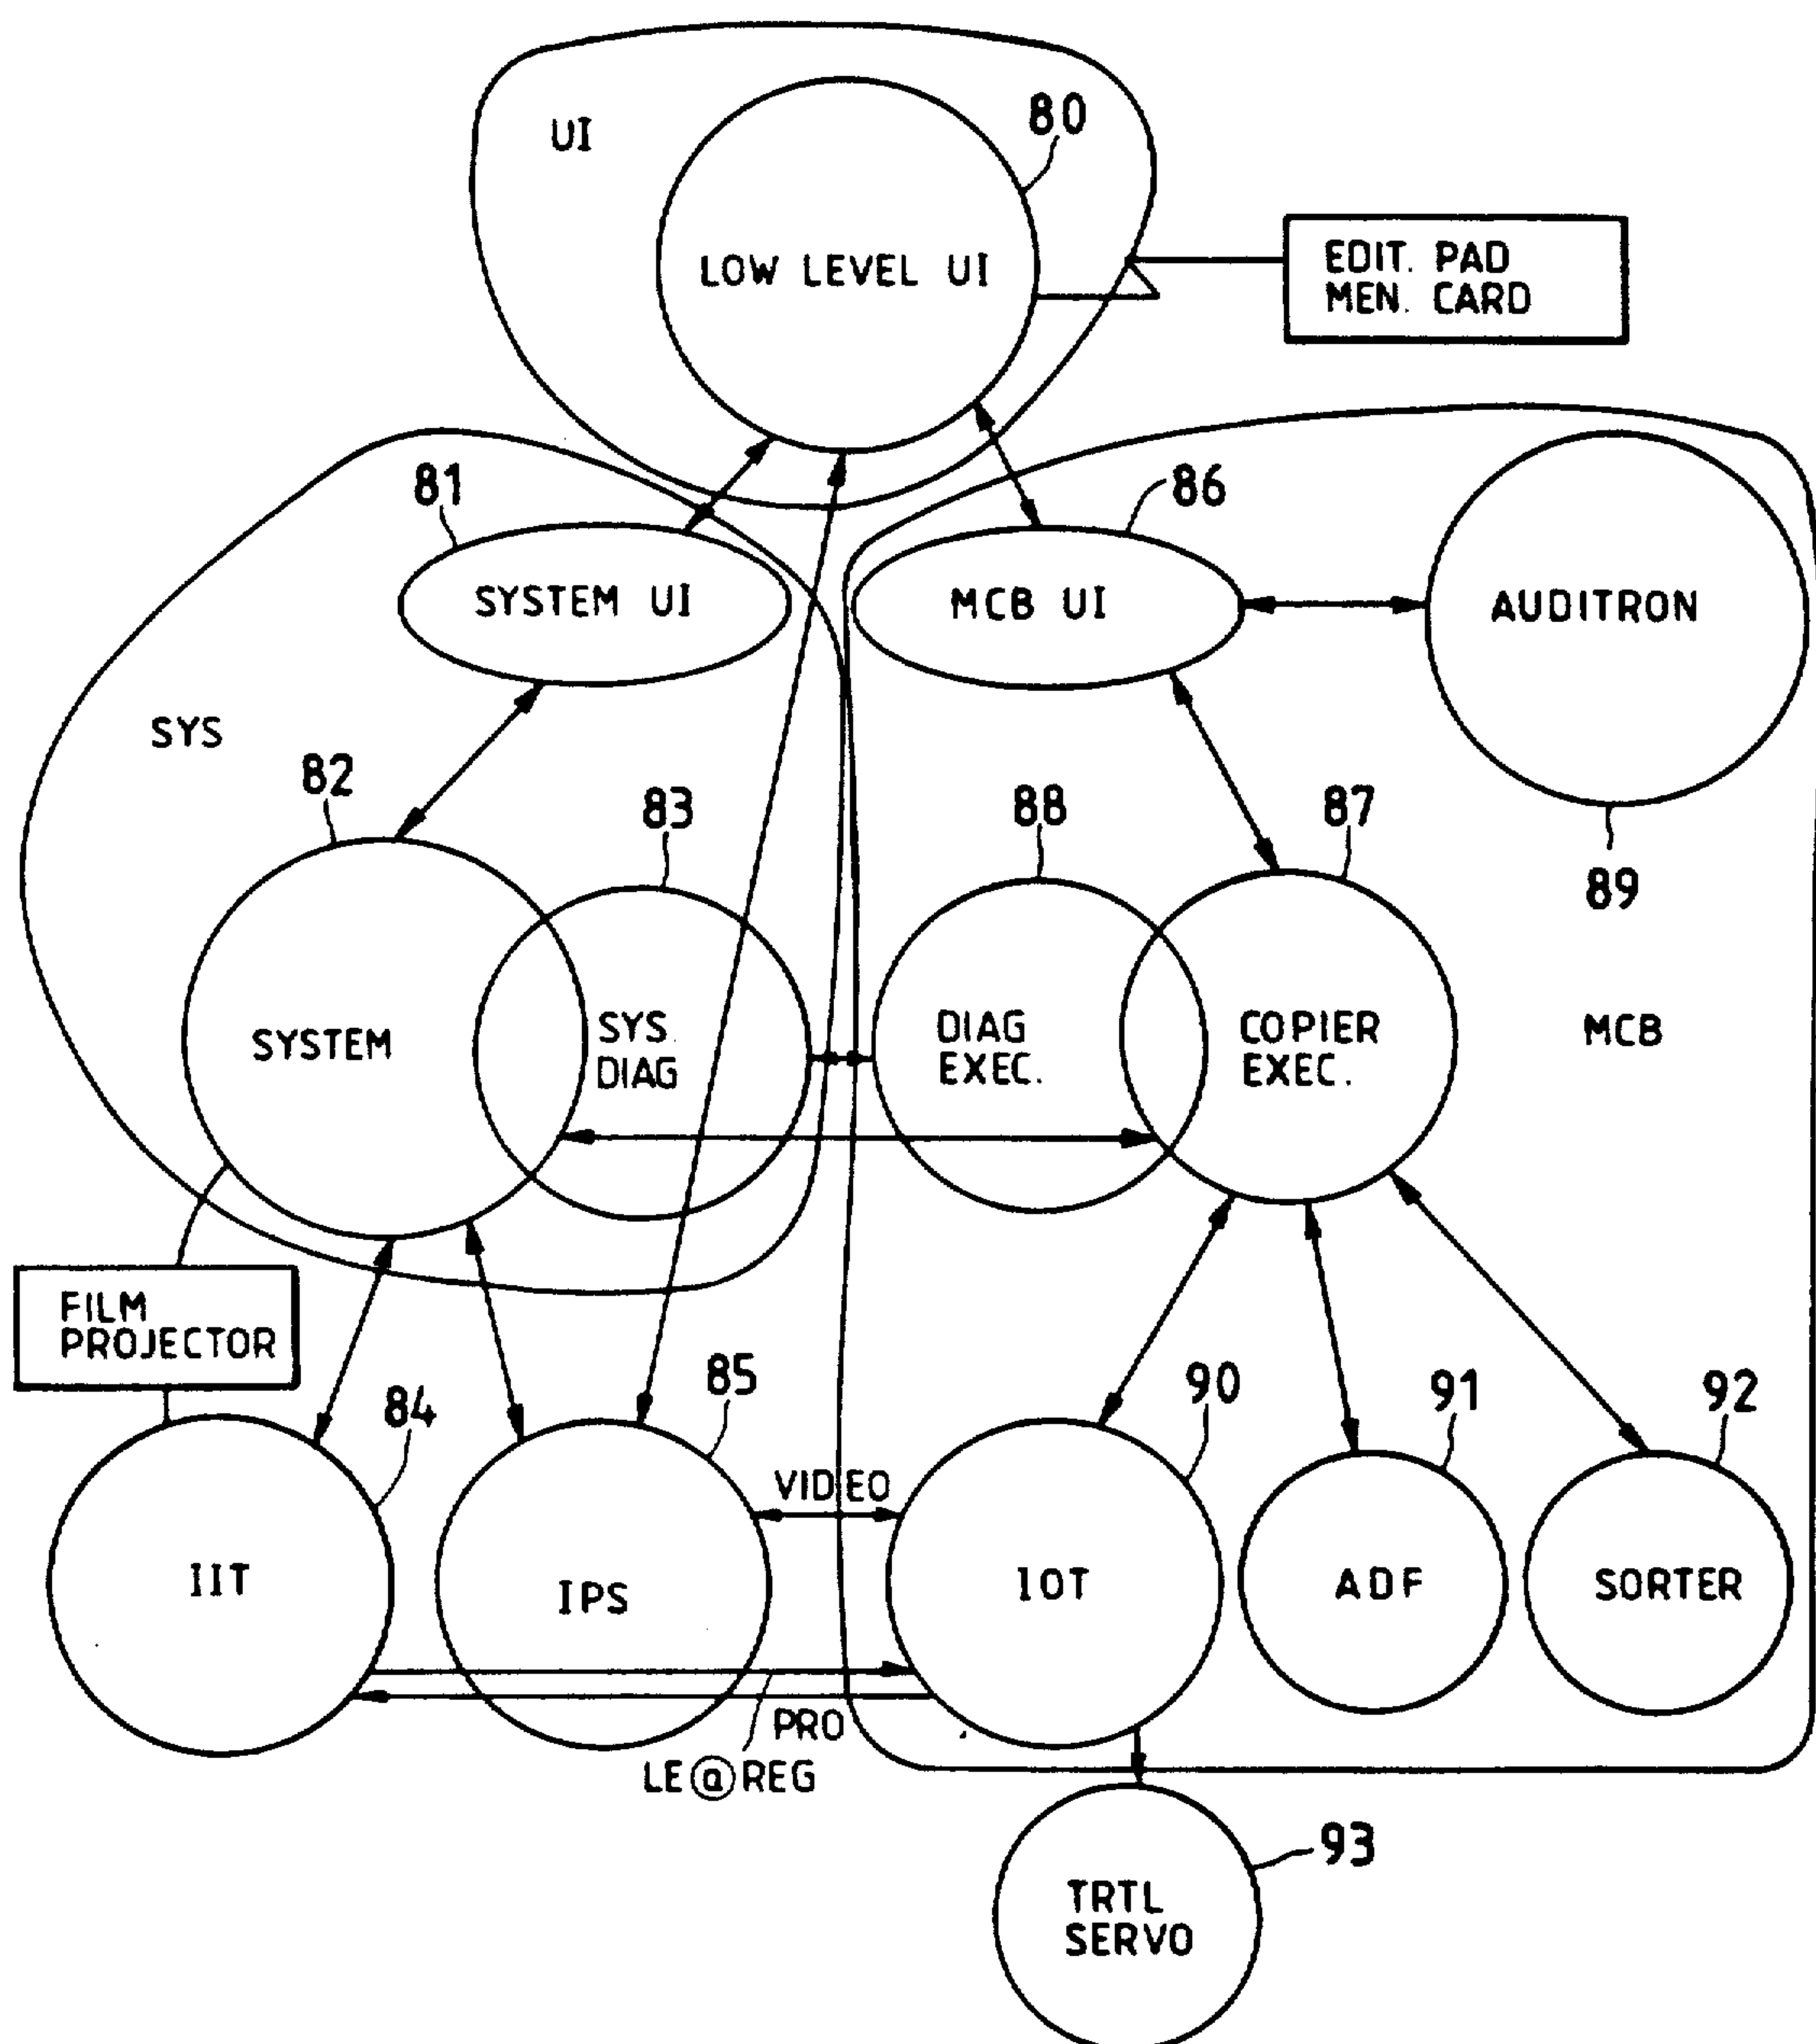 UI
80
LOW LEVEL UI
EDIT. PAD
MEN. CARD
81
86
SYSTEM UI
MCB UI
AUDITRON
SYS
82
83
88
87
89
SYSTEM
SYS.
DIAG
DIAG
EXEC.
COPIER
EXEC.
MCB
FILM
PROJECTOR
84
85
90
91
92
VIDEO
IIT
IPS
IOT
ADF
SORTER
PRO
LE@REG
93
TRTL
SERVO